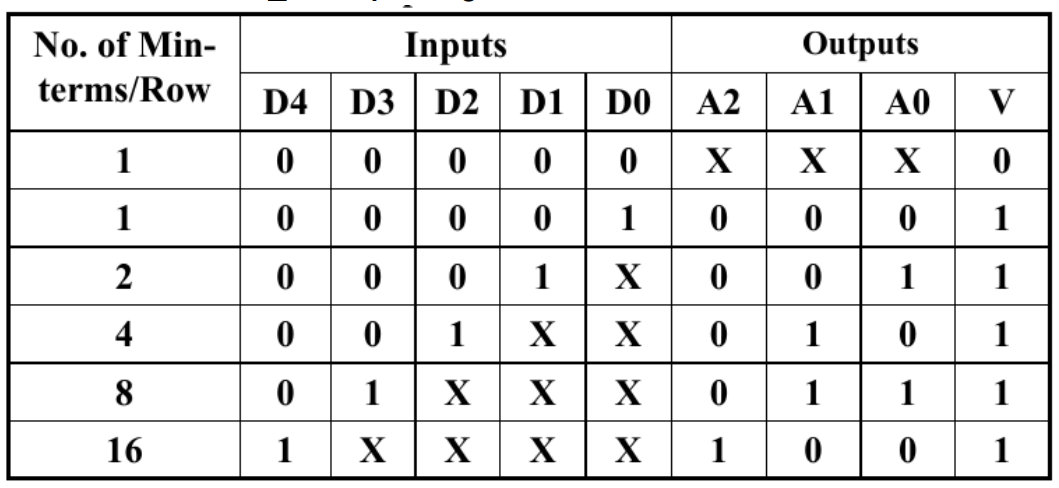 No. of Min-
terms/Row Inputs Outputs
D4 D3 D2 D1 D0 A2 A1 A0 V
1 0 0 0 0 0 X X X 0
1 0 0 0 0 1 0 0 0 1
2 0 0 0 1 X 0 0 1 1
4 0 0 1 X X 0 1 0 1
8 0 1 X X X 0 1 1 1
16 1 X X X X 1 0 0 1